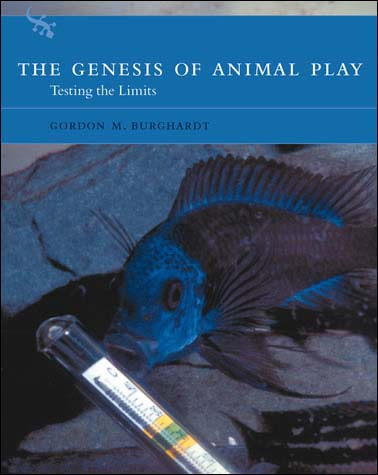 THE GENESIS OF ANIMAL PLAY
Testing the Limits
GORDON M. BURGHARDT